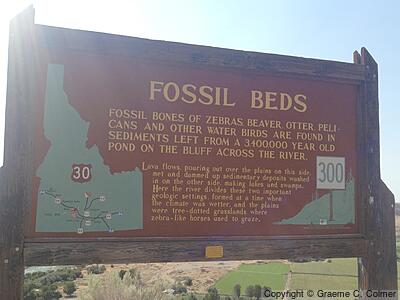 FOSSIL BEDS
FOSSIL BONES OF ZEBRAS BEAVER, OTTER, PELI-
CANS AND OTHER WATER BIRDS ARE FOUND IN
SEDIMENTS LEFT FROM A 3,400,000 YEAR OLD
POND ON THE BLUFF ACROSS THE RIVER.
Lava flows, pouring out over the plains on this side,
met and dammed up sedimentary deposits washed
in on the other side, making lakes and swamps.
Here the river divides these two important
geologic settings, formed at a time when
the climate was wetter, and the plains
were tree-dotted grasslands where
zebra-like horses used to graze.
30
300
Copyright © Graeme C Colmer